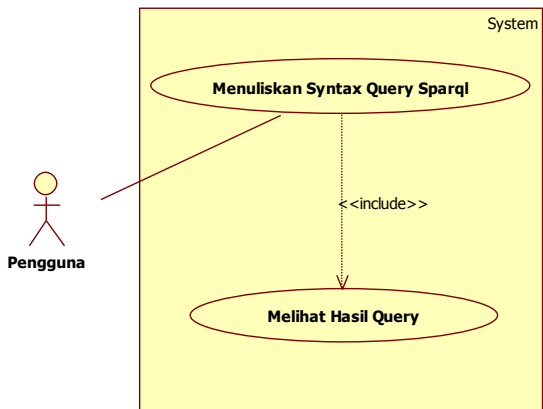 System
Menuliskan Syntax Query Sparql
<<include>>
Pengguna
Melihat Hasil Query